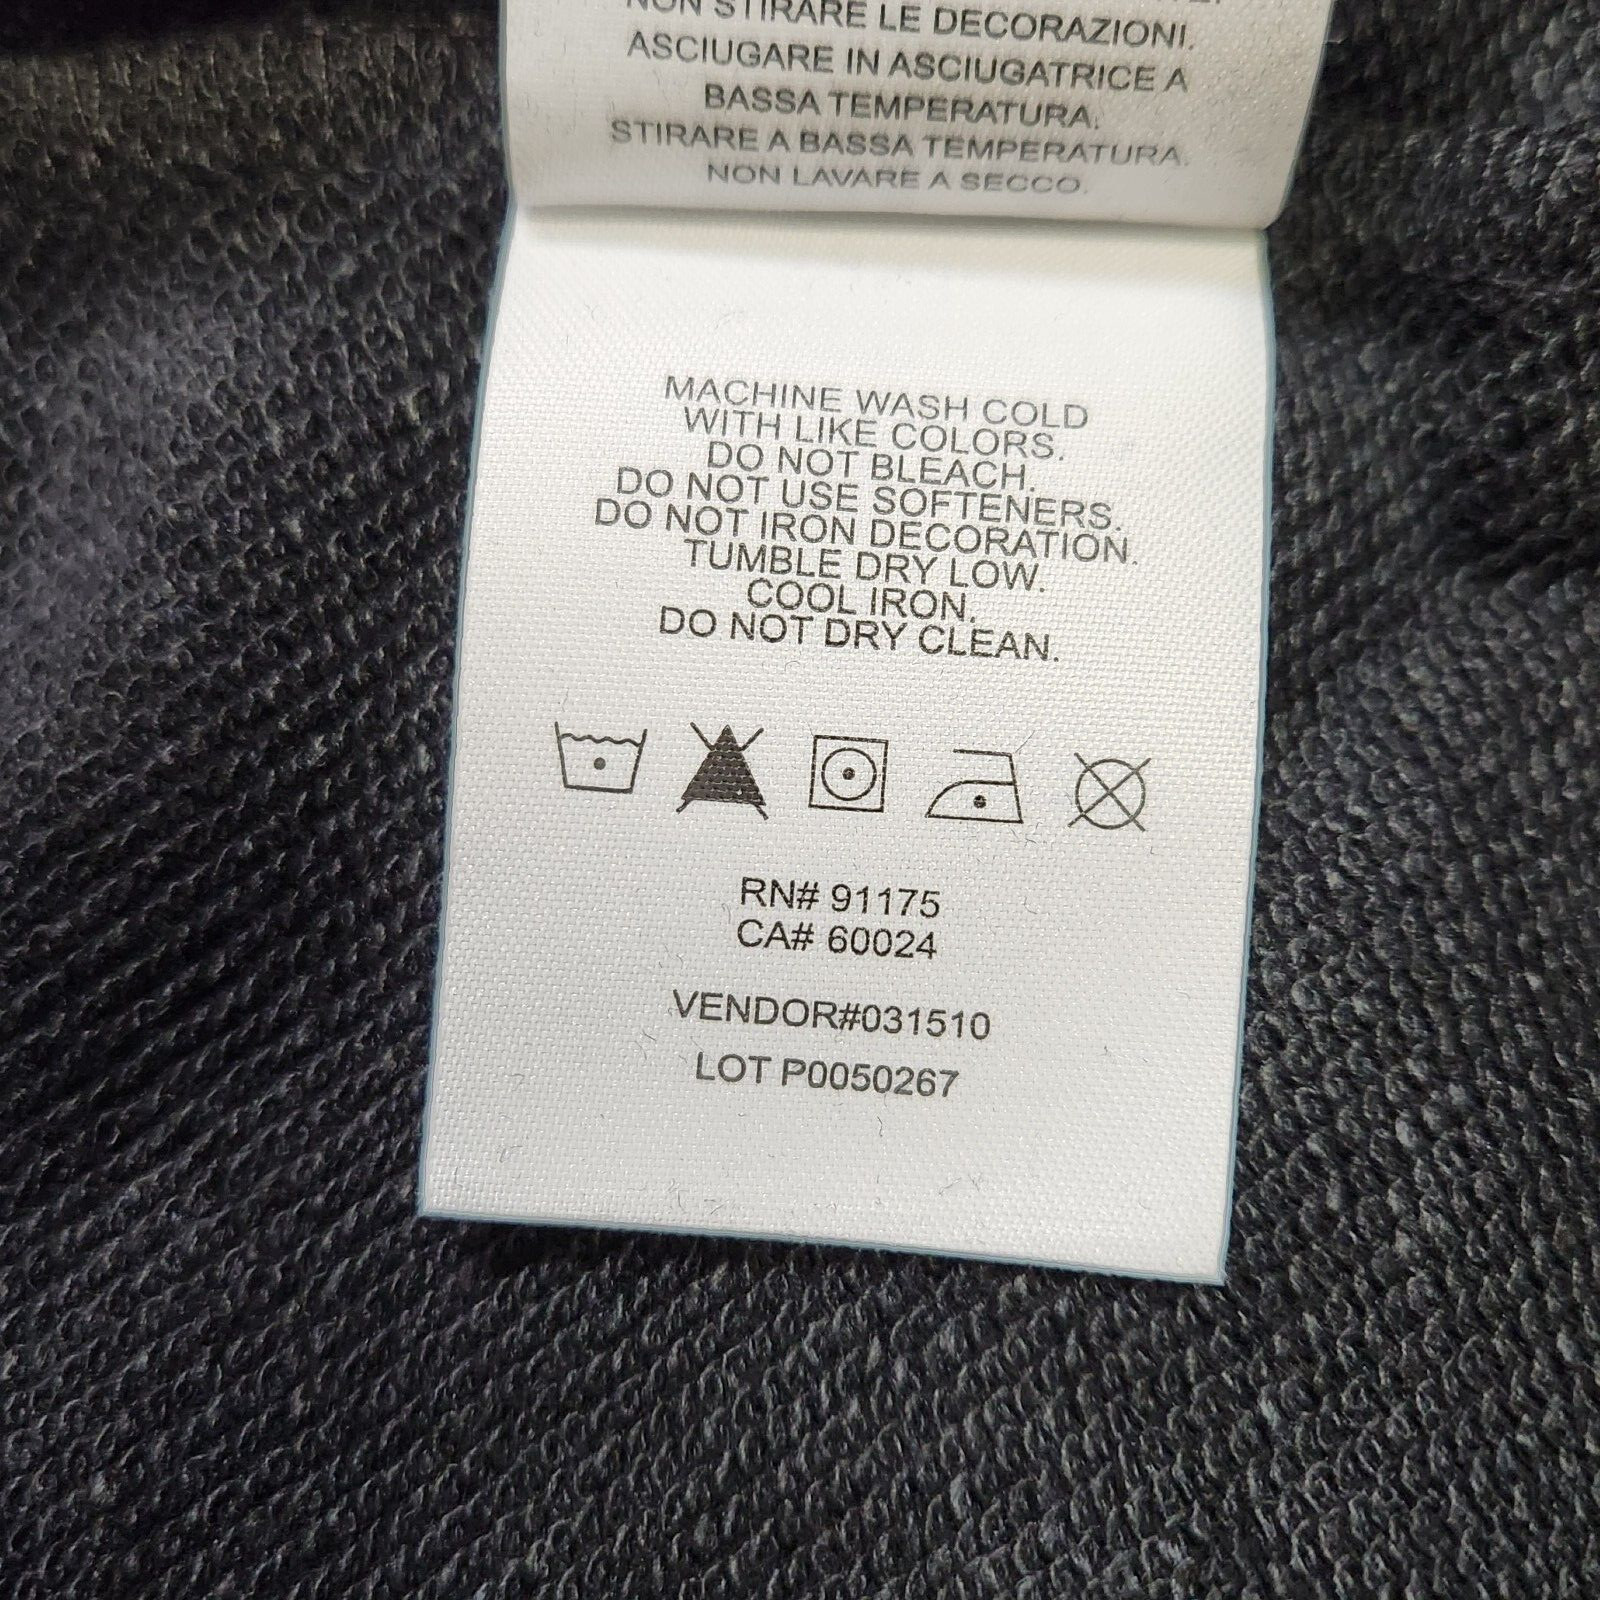 NON STIRARE LE DECORAZIONI.
ASCIUGARE IN ASCIUGATRICE A
BASSA TEMPERATURA.
STIRARE A BASSA TEMPERATURA.
NON LAVARE A SECCO.
MACHINE WASH COLD
WITH LIKE COLORS.
DO NOT BLEACH.
DO NOT USE SOFTENERS.
DO NOT IRON DECORATION.
TUMBLE DRY LOW.
COOL IRON.
DO NOT DRY CLEAN.
RN# 91175
CA# 60024
VENDOR#031510
LOT P0050267